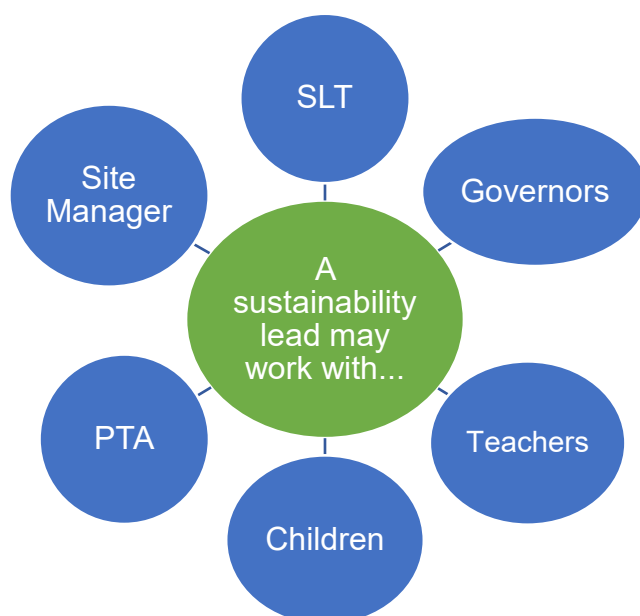 SLT
Governors
Teachers
Children
PTA
Site
Manager
A
sustainability
lead may
work with...